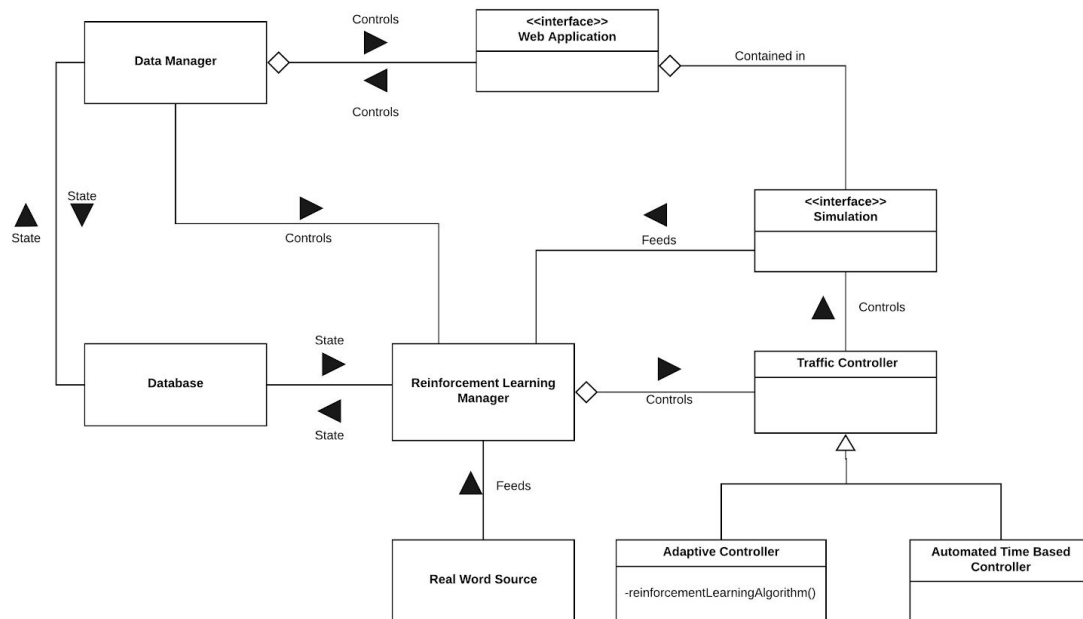 Controls
<<interface>>
Web Application
Data Manager
Contained in
Controls
State
State
Controls
<<interface>>
Simulation
Feeds
Controls
State
Database
Reinforcement Learning
Manager
State
Controls
Traffic Controller
Feeds
Real Word Source
Adaptive Controller
-reinforcementLearningAlgorithm()
Automated Time Based
Controller